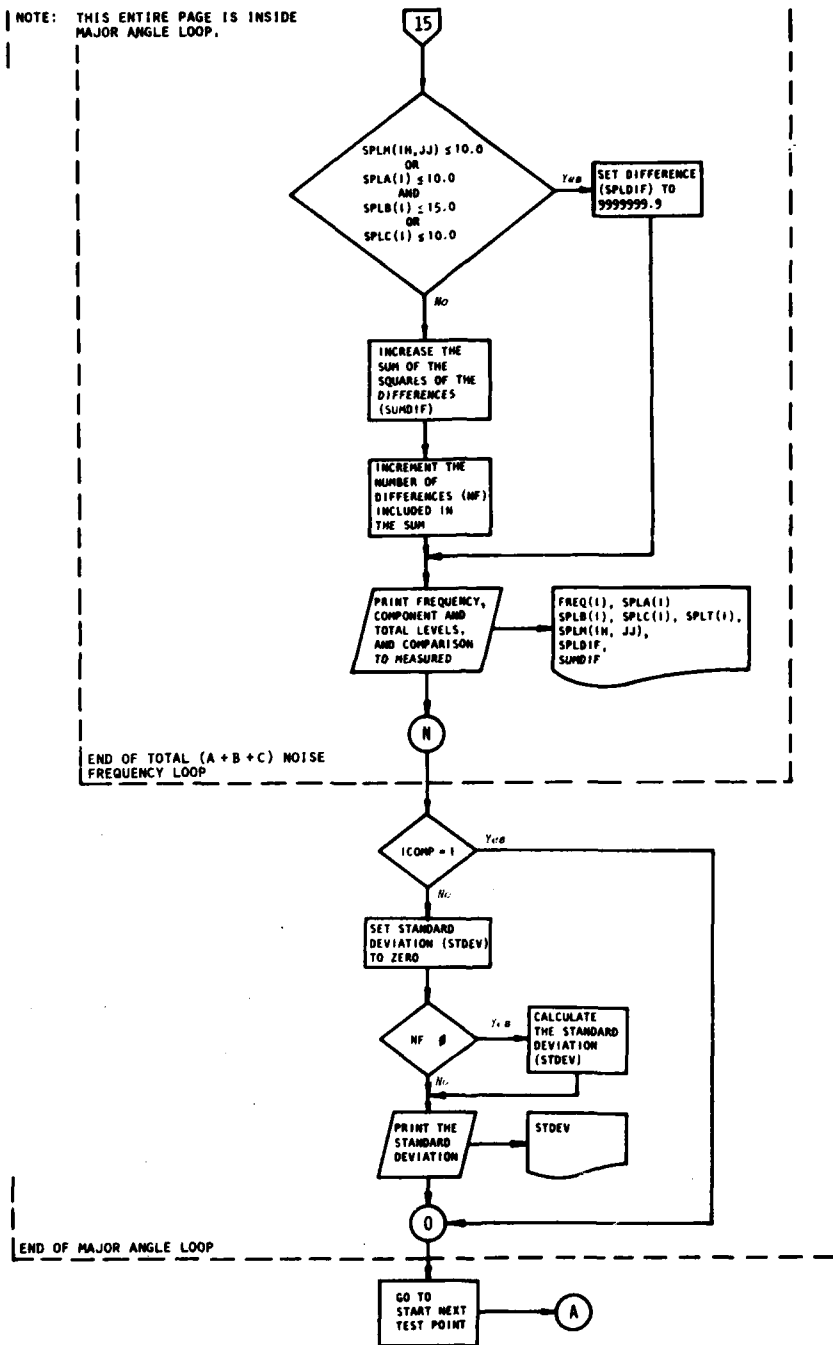 NOTE: THIS ENTIRE PAGE IS INSIDE
MAJOR ANGLE LOOP.
15
SPLM(IH,JJ) ≤ 10.0
OR
SPLA(I) ≤ 10.0
AND
SPLB(I) ≤ 15.0
OR
SPLC(I) ≤ 10.0
Yes
SET DIFFERENCE
(SPLDIF) TO
9999999.9
No
INCREASE THE
SUM OF THE
SQUARES OF THE
DIFFERENCES
(SUMDIF)
INCREMENT THE
NUMBER OF
DIFFERENCES (NF)
INCLUDED IN
THE SUM
PRINT FREQUENCY,
COMPONENT AND
TOTAL LEVELS,
AND COMPARISON
TO MEASURED
FREQ(I), SPLA(I)
SPLB(I), SPLC(I), SPLT(I),
SPLM(IH, JJ),
SPLDIF,
SUMDIF
N
END OF TOTAL (A + B + C) NOISE
FREQUENCY LOOP
ICOMP = 1
Yes
No
SET STANDARD
DEVIATION (STDEV)
TO ZERO
NF
Yes
CALCULATE
THE STANDARD
DEVIATION
(STDEV)
No
PRINT THE
STANDARD
DEVIATION
STDEV
O
END OF MAJOR ANGLE LOOP
GO TO
START NEXT
TEST POINT
A